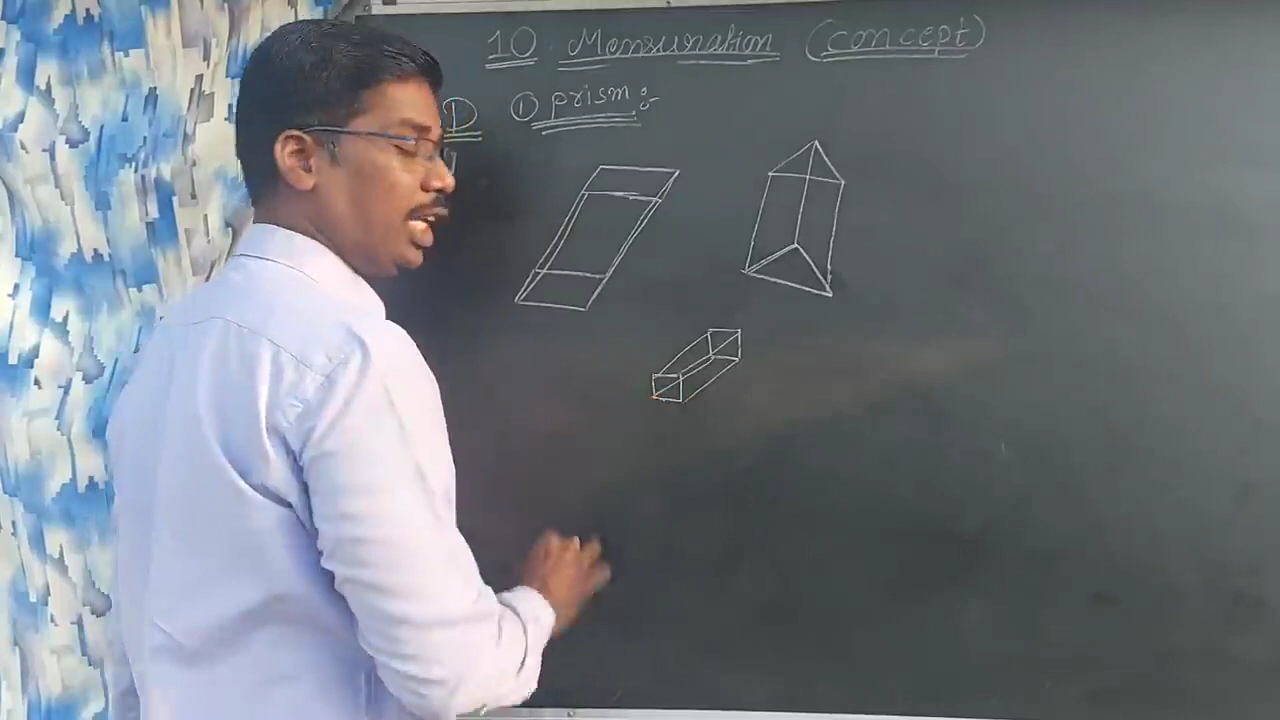 10. Mensuration (concept)
D ① prism :-